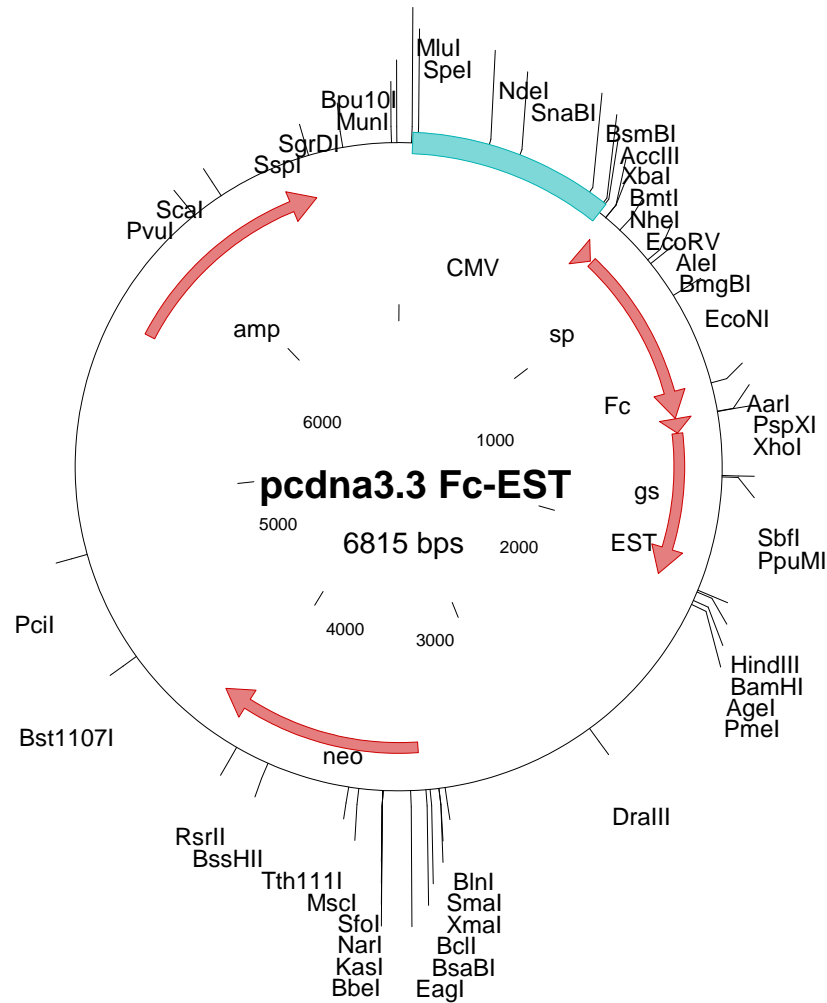 MluI
SpeI
NdeI
SnaBI
BsmBI
AccIII
XbaI
BmtI
NheI
EcoRV
AleI
BmgBI
EcoNI
AarI
PspXI
XhoI
SbfI
PpuMI
HindIII
BamHI
AgeI
PmeI
DraIII
BlnI
SmaI
XmaI
BclI
BsaBI
EagI
Tth111I
MscI
SfoI
NarI
KasI
BbeI
RsrII
BssHII
Bst1107I
PciI
PvuI
ScaI
SspI
SgrDI
MunI
Bpu10I
CMV
sp
Fc
gs
EST
neo
amp
1000
2000
3000
4000
5000
6000
pcdna3.3 Fc-EST
6815 bps